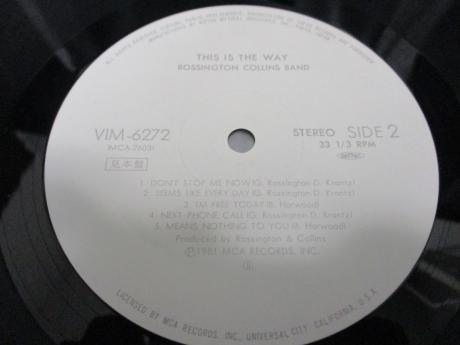 THIS IS THE WAY
ROSSINGTON COLLINS BAND
VIM-6272
(MCA-7603)
見本盤
STEREO SIDE 2
33 1/3 RPM
1. DON'T STOP ME NOW (G. Rossington-D. Krantz)
2. SEEMS LIKE EVERY DAY (G. Rossington-D. Krantz)
3. I'M FREE TODAY (B. Harwood)
4. NEXT PHONE CALL (G. Rossington-D. Krantz)
5. MEANS NOTHING TO YOU (B. Harwood)
Produced by Rossington & Collins
Ⓟ1981 MCA RECORDS, INC.
LICENSED BY MCA RECORDS, INC., UNIVERSAL CITY, CALIFORNIA, U.S.A.